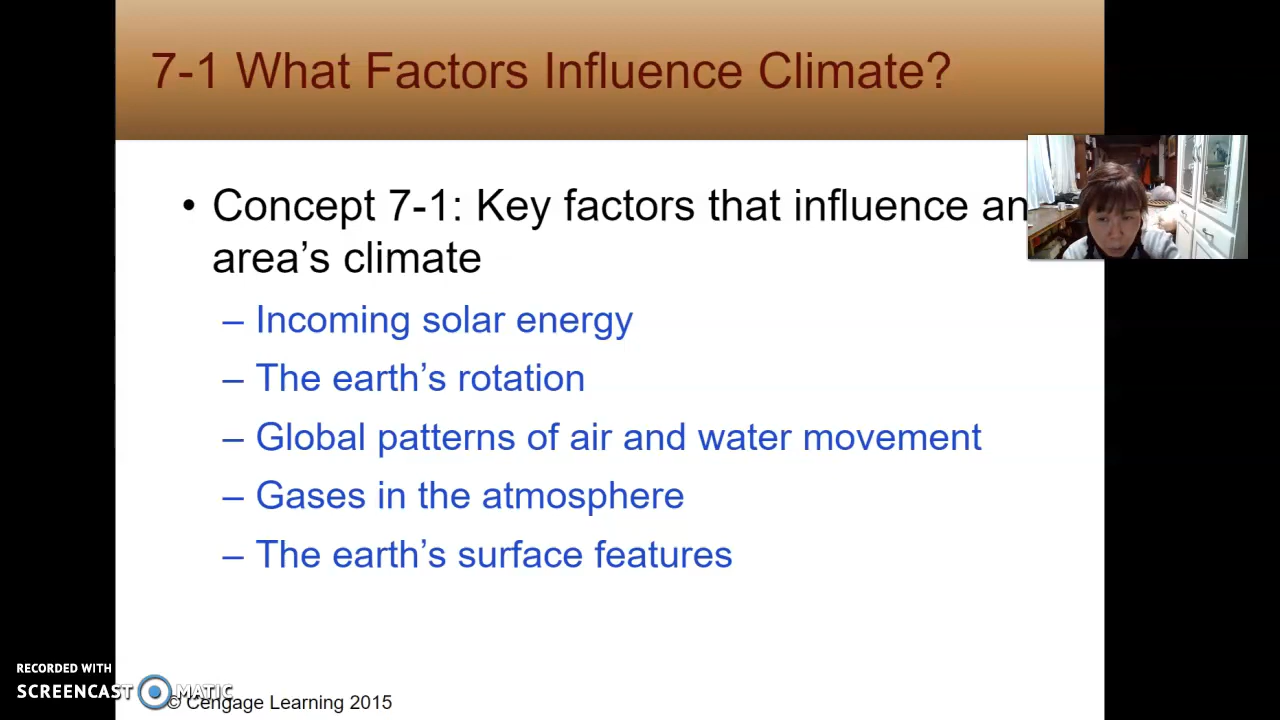 7-1 What Factors Influence Climate?
• Concept 7-1: Key factors that influence an
area’s climate
– Incoming solar energy
– The earth’s rotation
– Global patterns of air and water movement
– Gases in the atmosphere
– The earth’s surface features
RECORDED WITH
SCREENCAST MATIC
© Cengage Learning 2015